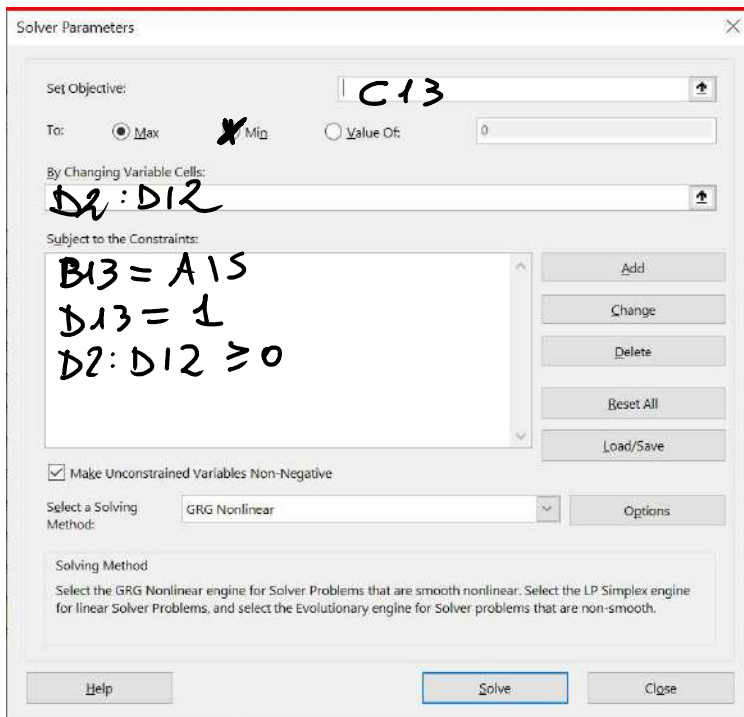 Solver Parameters
Set Objective: C13
To: Max Min Value Of: 0
By Changing Variable Cells:
D2:D12
Subject to the Constraints:
B13 = A15
D13 = 1
D2:D12 ≥ 0
Add
Change
Delete
Reset All
Load/Save
Make Unconstrained Variables Non-Negative
Select a Solving Method: GRG Nonlinear Options
Solving Method
Select the GRG Nonlinear engine for Solver Problems that are smooth nonlinear. Select the LP Simplex engine
for linear Solver Problems, and select the Evolutionary engine for Solver problems that are non-smooth.
Help Solve Close